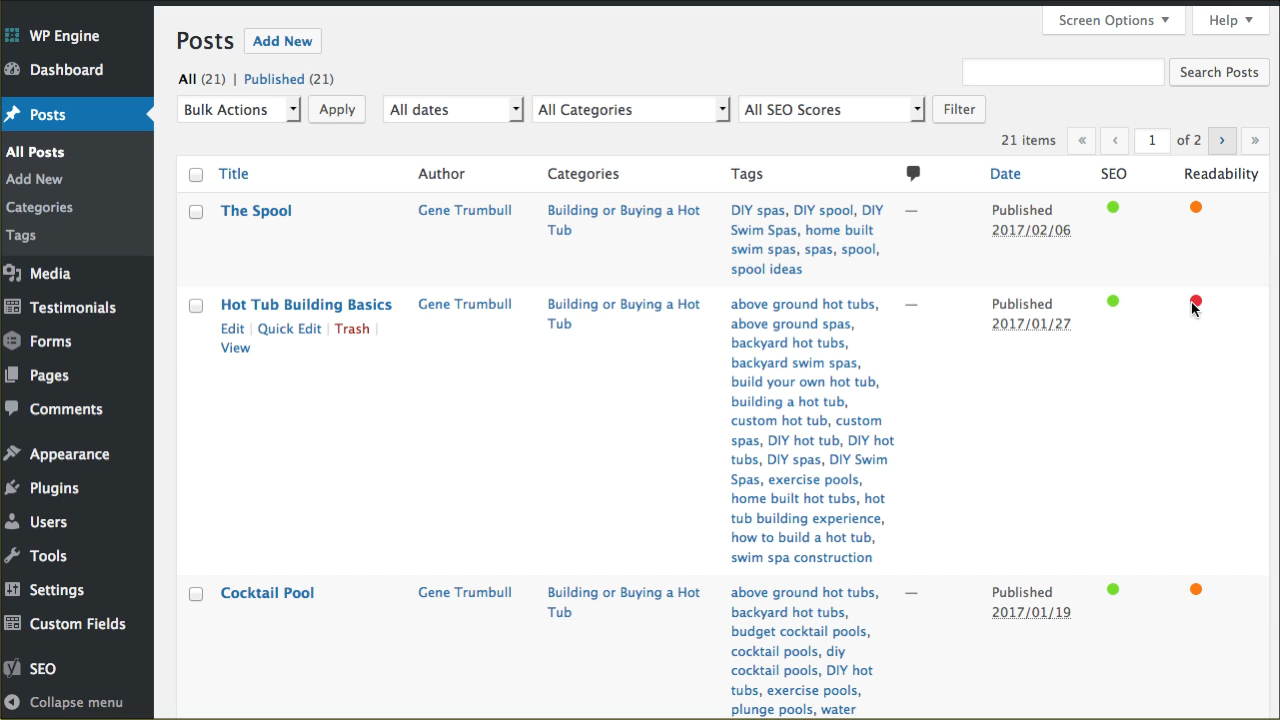 WP Engine
Dashboard
Posts
All Posts
Add New
Categories
Tags
Media
Testimonials
Forms
Pages
Comments
Appearance
Plugins
Users
Tools
Settings
Custom Fields
SEO
Collapse menu
Screen Options
Help
Posts
Add New
All (21) | Published (21)
Search Posts
Bulk Actions
Apply
All dates
All Categories
All SEO Scores
Filter
21 items
«
‹
1
of 2
›
»
Title
Author
Categories
Tags
Date
SEO
Readability
The Spool
Gene Trumbull
Building or Buying a Hot
Tub
DIY spas, DIY spool, DIY
Swim Spas, home built
swim spas, spas, spool,
spool ideas
—
Published
2017/02/06
Hot Tub Building Basics
Edit | Quick Edit | Trash |
View
Gene Trumbull
Building or Buying a Hot
Tub
above ground hot tubs,
above ground spas,
backyard hot tubs,
backyard swim spas,
build your own hot tub,
building a hot tub,
custom hot tub, custom
spas, DIY hot tub, DIY hot
tubs, DIY spas, DIY Swim
Spas, exercise pools,
home built hot tubs, hot
tub building experience,
how to build a hot tub,
swim spa construction
—
Published
2017/01/27
Cocktail Pool
Gene Trumbull
Building or Buying a Hot
Tub
above ground hot tubs,
backyard hot tubs,
budget cocktail pools,
cocktail pools, diy
cocktail pools, DIY hot
tubs, exercise pools,
plunge pools, water
—
Published
2017/01/19